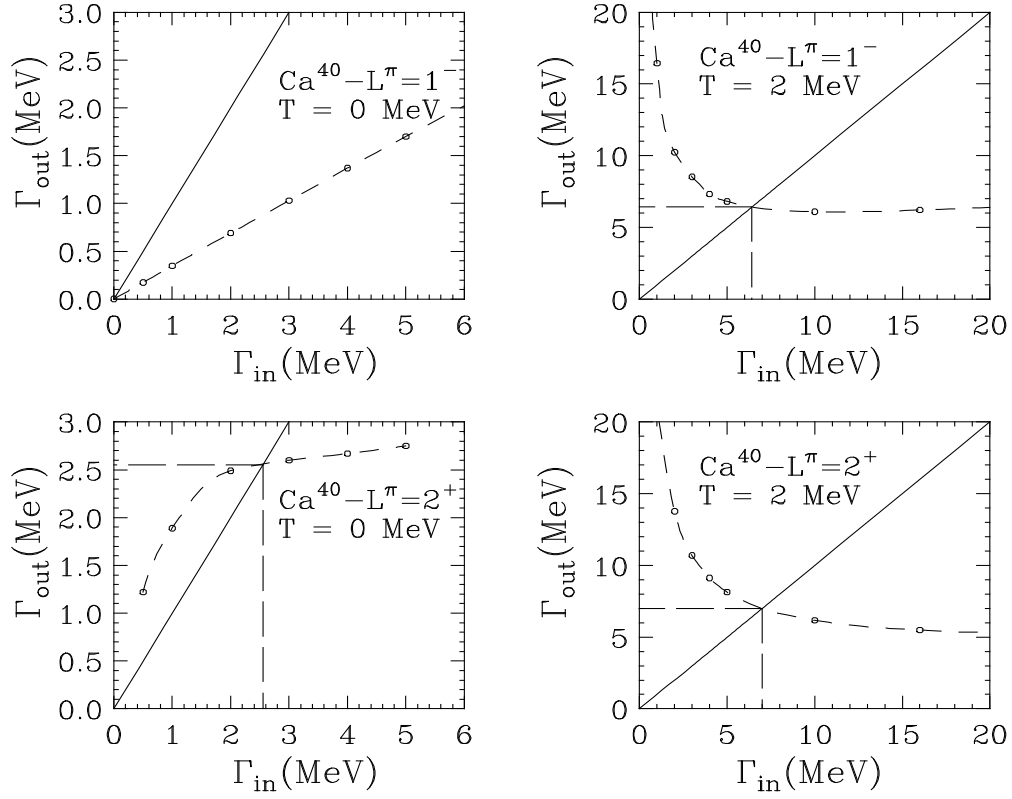 3.0
2.5
2.0
1.5
1.0
0.5
0.0
Γout(MeV)
Ca⁴⁰−Lᵖⁱ=1⁻
T = 0 MeV
0 1 2 3 4 5 6
Γin(MeV)
20
15
10
5
0
Γout(MeV)
Ca⁴⁰−L^π=1⁻
T = 2 MeV
0 5 10 15 20
Γin(MeV)
3.0
2.5
2.0
1.5
1.0
0.5
0.0
Γout(MeV)
Ca⁴⁰−L^π=2⁺
T = 0 MeV
0 1 2 3 4 5 6
Γin(MeV)
20
15
10
5
0
Γout(MeV)
Ca⁴⁰−L^π=2⁺
T = 2 MeV
0 5 10 15 20
Γin(MeV)